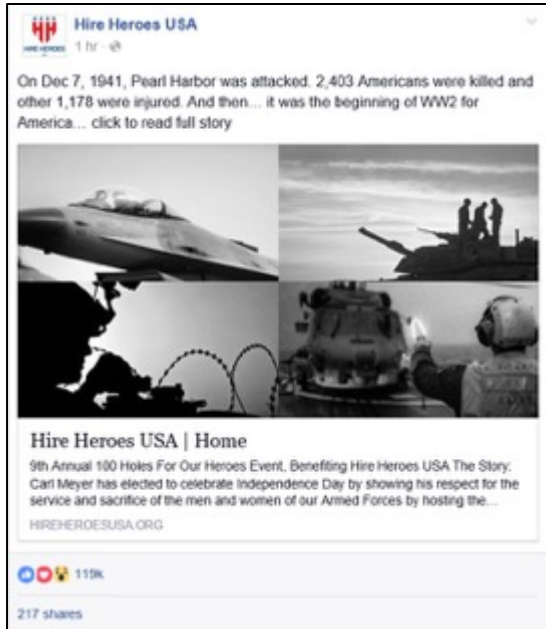 Hire Heroes USA
HIRE HEROES
1 hr
On Dec 7, 1941, Pearl Harbor was attacked. 2,403 Americans were killed and
other 1,178 were injured. And then... it was the beginning of WW2 for
America... click to read full story
Hire Heroes USA | Home
9th Annual 100 Holes For Our Heroes Event, Benefiting Hire Heroes USA The Story:
Carl Meyer has elected to celebrate Independence Day by showing his respect for the
service and sacrifice of the men and women of our Armed Forces by hosting the...
HIREHEROESUSA.ORG
119k
217 shares